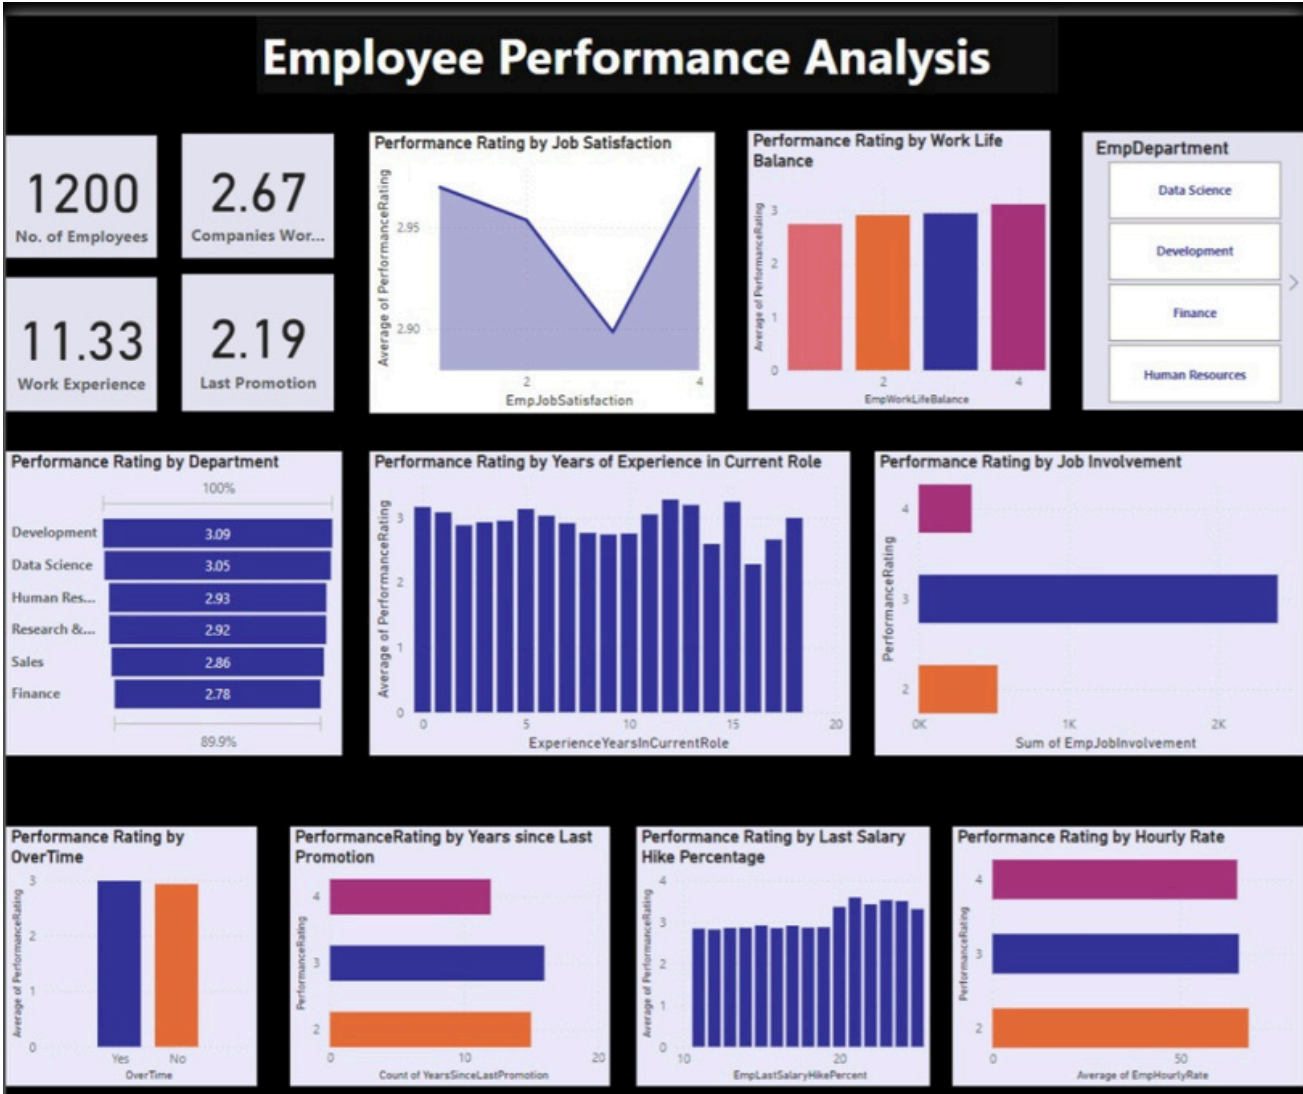 Employee Performance Analysis
1200
No. of Employees
2.67
Companies Wor...
11.33
Work Experience
2.19
Last Promotion
Performance Rating by Job Satisfaction
Average of PerformanceRating
2.95
2.90
2
4
EmpJobSatisfaction
Performance Rating by Work Life
Balance
Average of PerformanceRating
3
2
1
0
2
4
EmpWorkLifeBalance
EmpDepartment
Data Science
Development
Finance
Human Resources
Performance Rating by Department
100%
Development
3.09
Data Science
3.05
Human Res...
2.93
Research &...
2.92
Sales
2.86
Finance
2.78
89.9%
Performance Rating by Years of Experience in Current Role
Average of PerformanceRating
3
2
1
0
0
5
10
15
20
ExperienceYearsInCurrentRole
Performance Rating by Job Involvement
PerformanceRating
4
3
2
0K
1K
2K
Sum of EmpJobInvolvement
Performance Rating by
OverTime
Average of PerformanceRating
3
2
1
0
Yes
No
OverTime
PerformanceRating by Years since Last
Promotion
PerformanceRating
4
3
2
0
10
20
Count of YearsSinceLastPromotion
Performance Rating by Last Salary
Hike Percentage
Average of PerformanceRating
4
3
2
1
0
10
20
EmpLastSalaryHikePercent
Performance Rating by Hourly Rate
PerformanceRating
4
3
2
0
50
Average of EmpHourlyRate